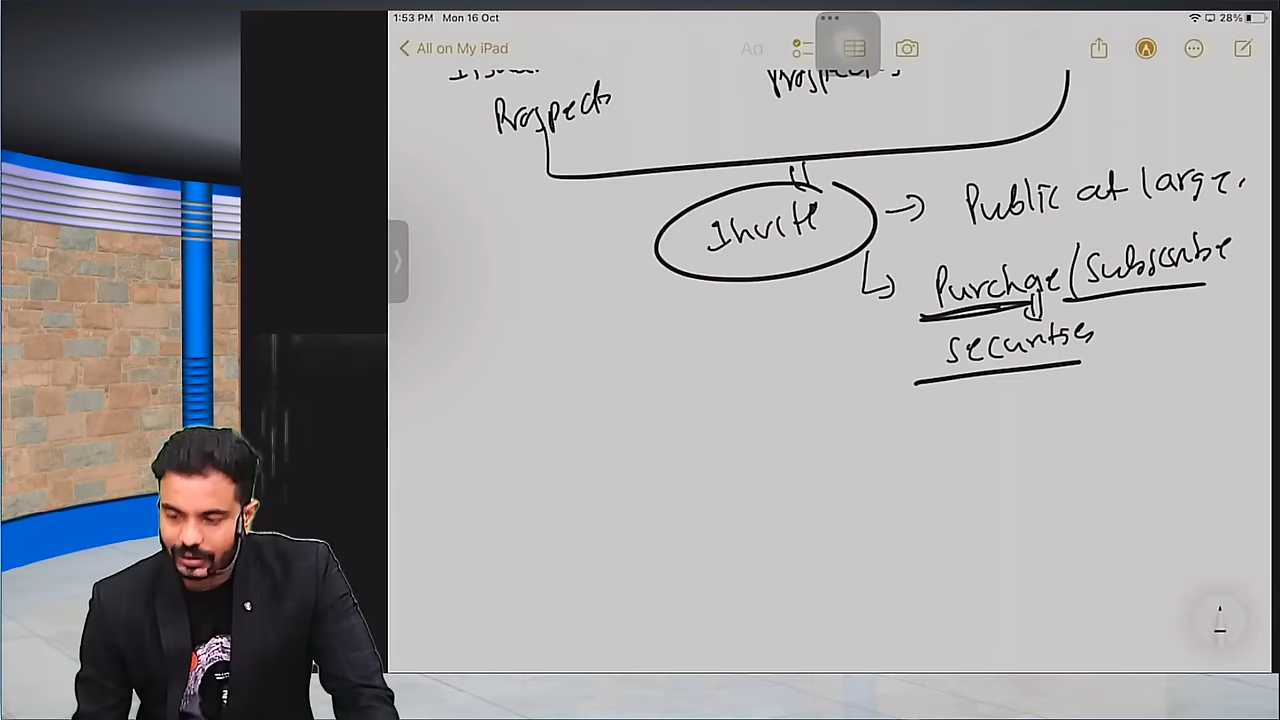 1:53 PM Mon 16 Oct
28%
All on My iPad
Aa
Prospects
Invite → Public at large.
↳ Purchase / Subscribe
securities